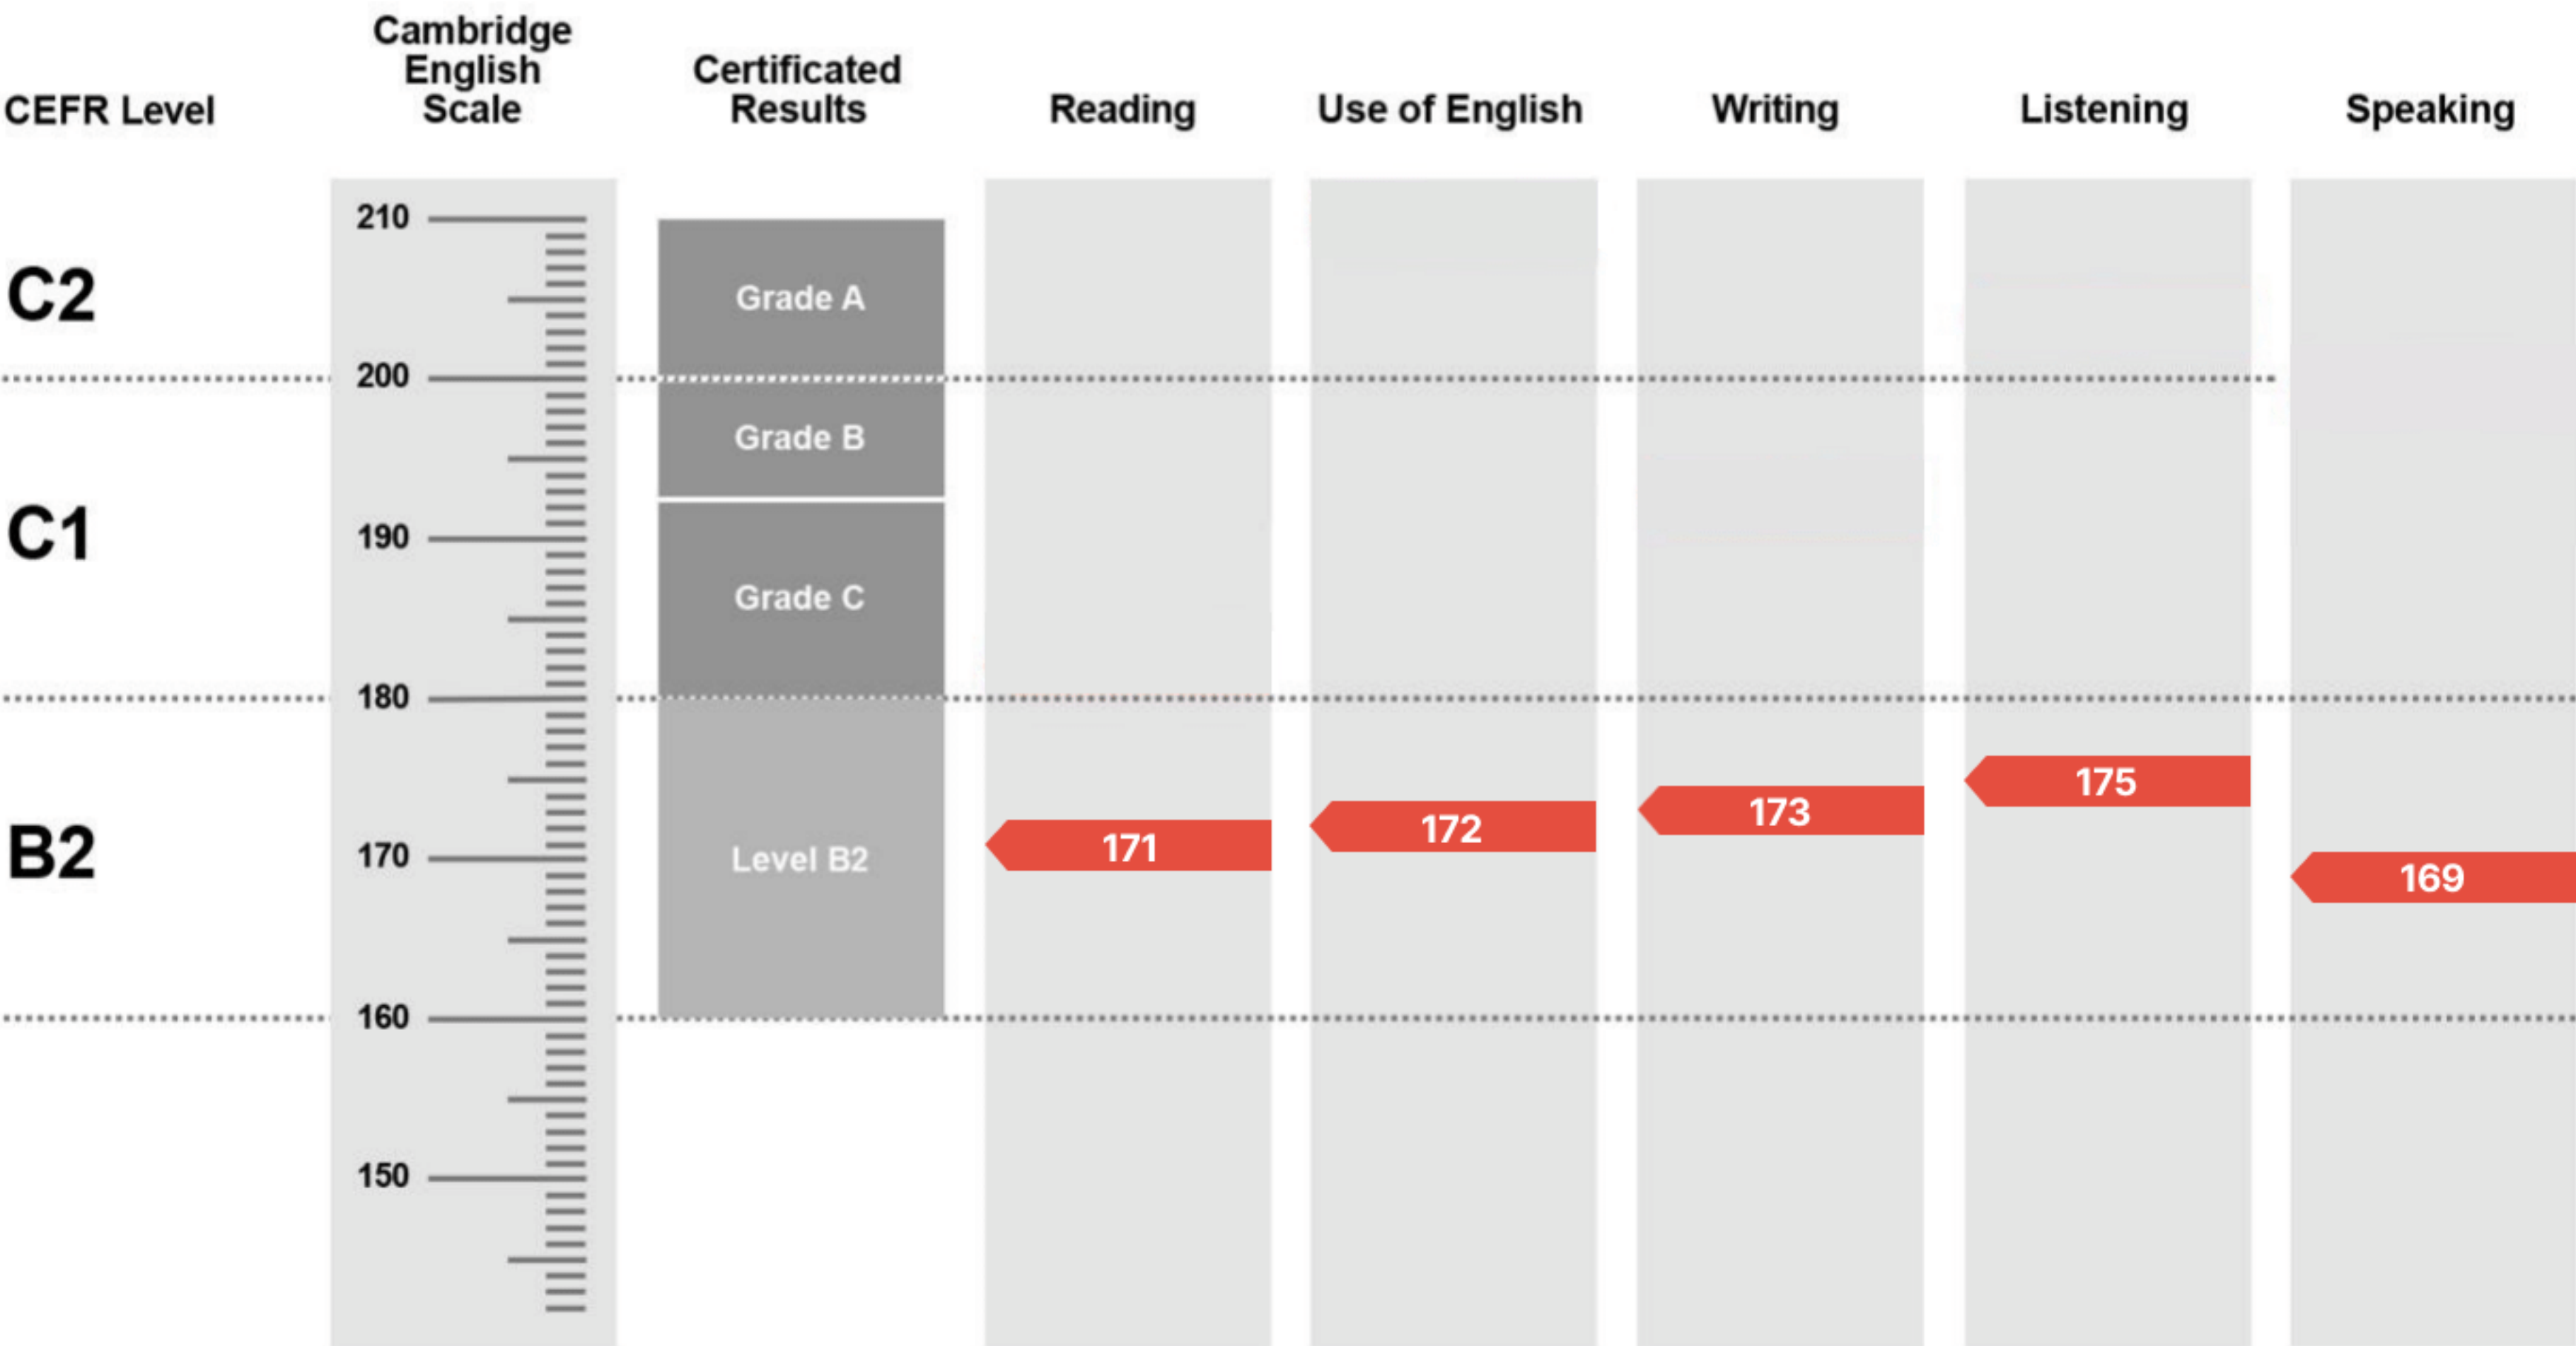 CEFR Level
Cambridge
English
Scale
Certificated
Results
Reading
Use of English
Writing
Listening
Speaking
210
C2
Grade A
200
Grade B
C1
190
Grade C
180
175
173
172
171
B2
170
Level B2
169
160
150